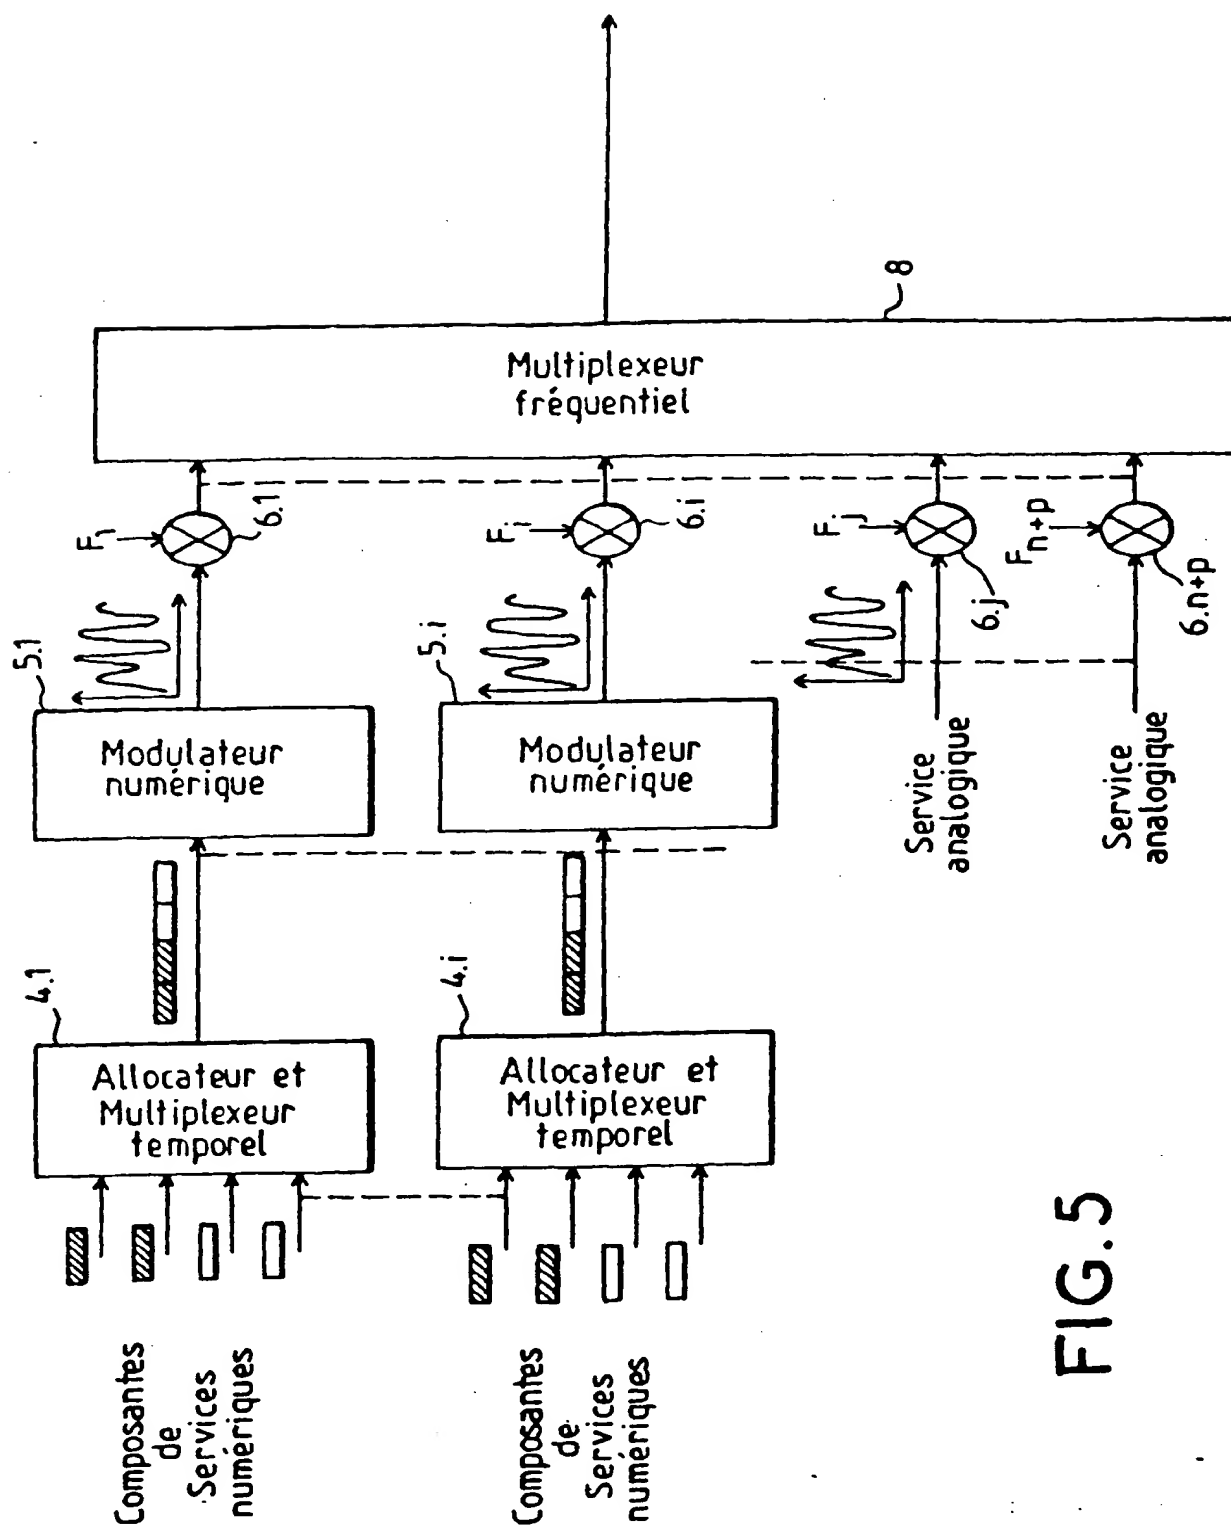 Composantes
de
Services
numériques
Composantes
de
Services
numériques
4.1
Allocateur et
Multiplexeur
temporel
4.i
Allocateur et
Multiplexeur
temporel
5.1
Modulateur
numérique
5.i
Modulateur
numérique
Service
analogique
Service
analogique
F1
6.1
Fi
6.i
Fj
6.j
Fn+p
6.n+p
Multiplexeur
fréquentiel
8
FIG.5